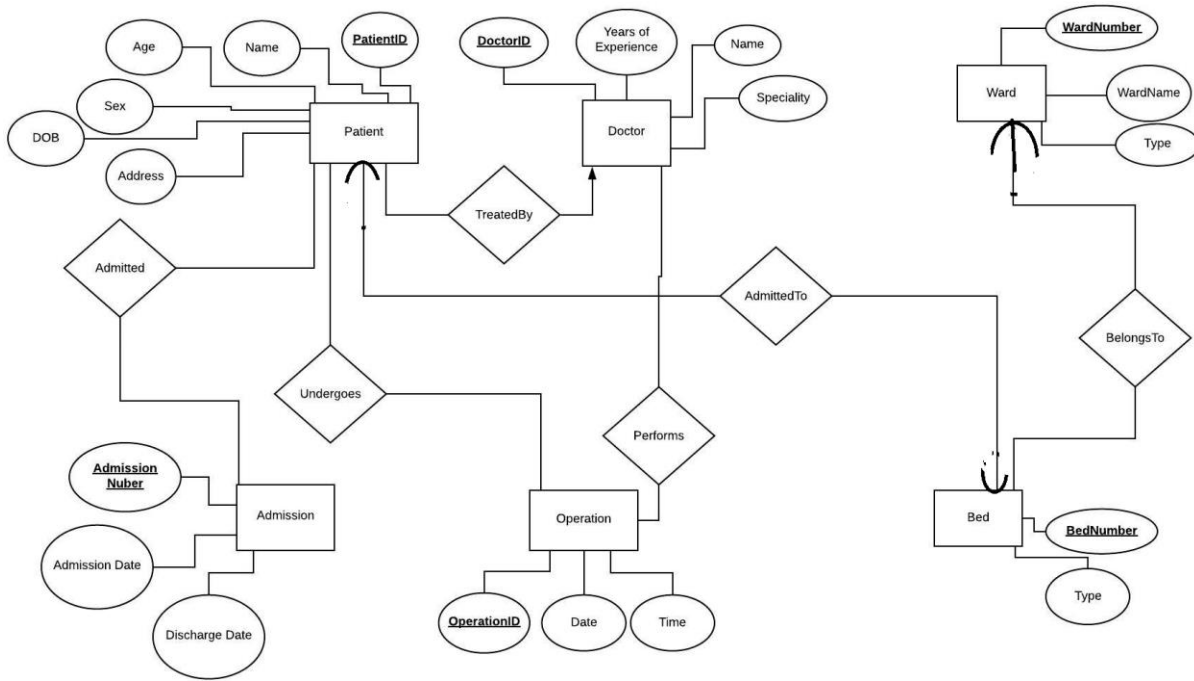 Age
Name
PatientID
DoctorID
Years of
Experience
Name
WardNumber
Sex
DOB
Address
Patient
Doctor
Speciality
Ward
WardName
Type
TreatedBy
Admitted
AdmittedTo
BelongsTo
Undergoes
Performs
Admission
Nuber
Admission
Operation
Bed
BedNumber
Admission Date
Type
Discharge Date
OperationID
Date
Time